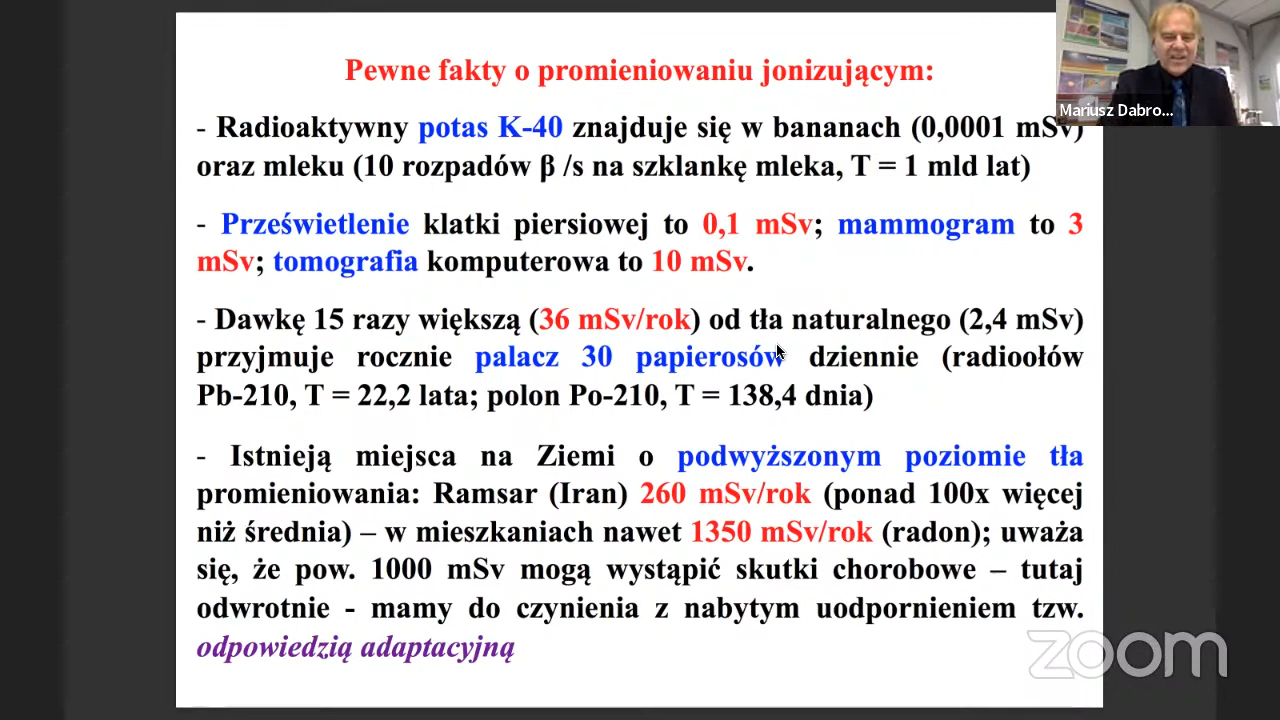 Pewne fakty o promieniowaniu jonizującym:
- Radioaktywny potas K-40 znajduje się w bananach (0,0001 mSv)
oraz mleku (10 rozpadów β /s na szklankę mleka, T = 1 mld lat)
- Prześwietlenie klatki piersiowej to 0,1 mSv; mammogram to 3
mSv; tomografia komputerowa to 10 mSv.
- Dawkę 15 razy większą (36 mSv/rok) od tła naturalnego (2,4 mSv)
przyjmuje rocznie palacz 30 papierosów dziennie (radioołów
Pb-210, T = 22,2 lata; polon Po-210, T = 138,4 dnia)
- Istnieją miejsca na Ziemi o podwyższonym poziomie tła
promieniowania: Ramsar (Iran) 260 mSv/rok (ponad 100x więcej
niż średnia) – w mieszkaniach nawet 1350 mSv/rok (radon); uważa
się, że pow. 1000 mSv mogą wystąpić skutki chorobowe – tutaj
odwrotnie - mamy do czynienia z nabytym uodpornieniem tzw.
odpowiedzią adaptacyjną
Mariusz Dabro...
zoom